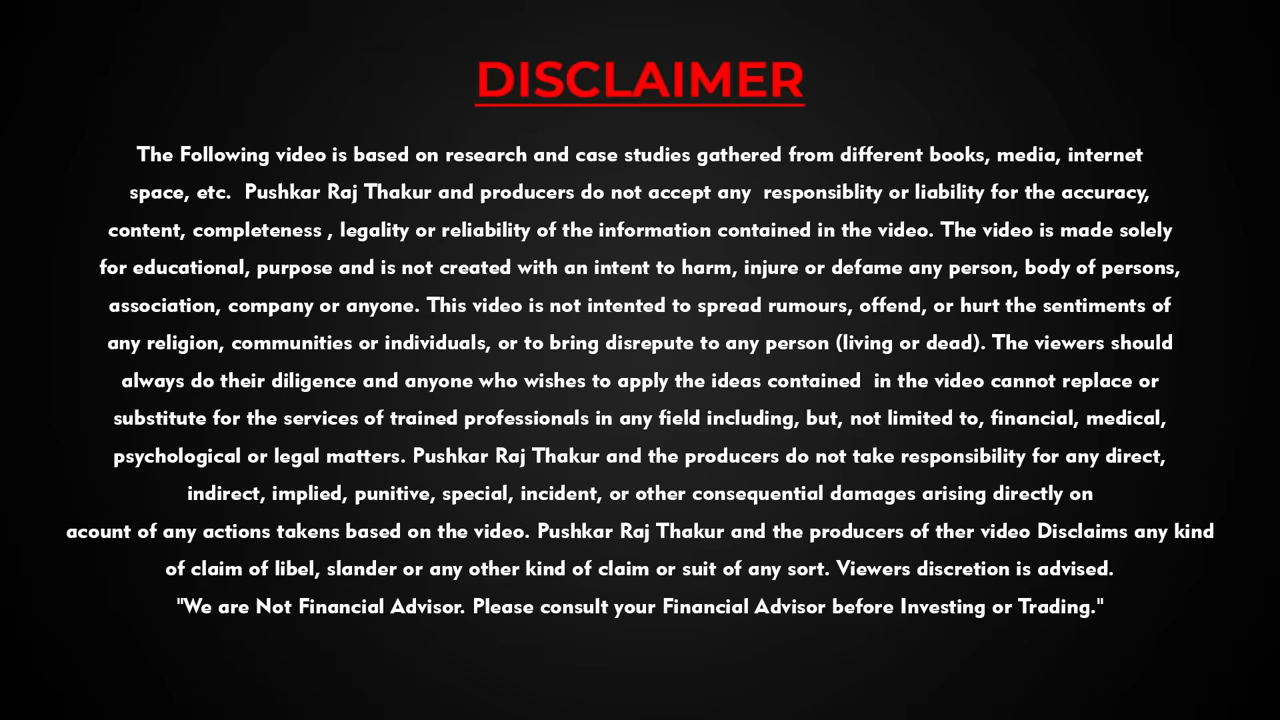 DISCLAIMER
The Following video is based on research and case studies gathered from different books, media, internet
space, etc.  Pushkar Raj Thakur and producers do not accept any  responsiblity or liability for the accuracy,
content, completeness , legality or reliability of the information contained in the video. The video is made solely
for educational, purpose and is not created with an intent to harm, injure or defame any person, body of persons,
association, company or anyone. This video is not intented to spread rumours, offend, or hurt the sentiments of
any religion, communities or individuals, or to bring disrepute to any person (living or dead). The viewers should
always do their diligence and anyone who wishes to apply the ideas contained  in the video cannot replace or
substitute for the services of trained professionals in any field including, but, not limited to, financial, medical,
psychological or legal matters. Pushkar Raj Thakur and the producers do not take responsibility for any direct,
indirect, implied, punitive, special, incident, or other consequential damages arising directly on
acount of any actions takens based on the video. Pushkar Raj Thakur and the producers of ther video Disclaims any kind
of claim of libel, slander or any other kind of claim or suit of any sort. Viewers discretion is advised.
"We are Not Financial Advisor. Please consult your Financial Advisor before Investing or Trading."